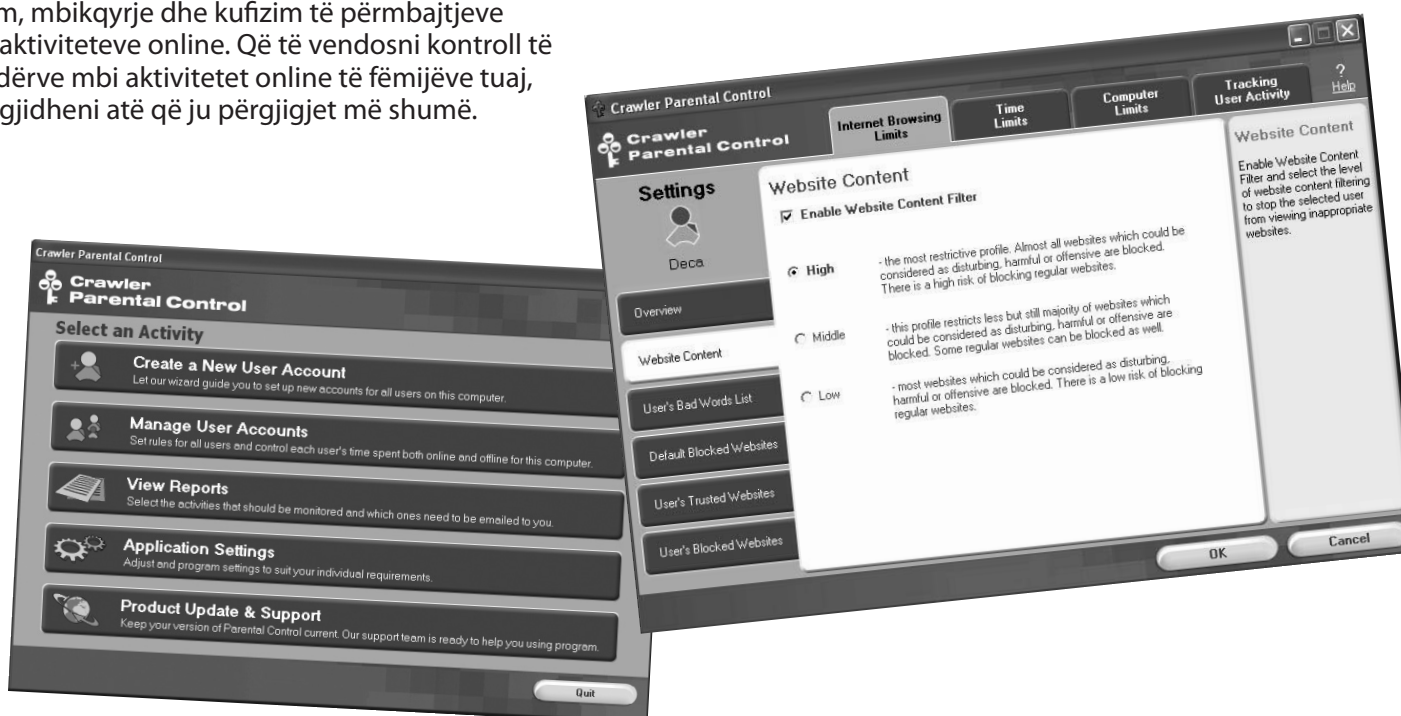 m, mbikqyrje dhe kufizim të përmbajtjeve
aktiviteteve online. Që të vendosni kontroll të
dërve mbi aktivitetet online të fëmijëve tuaj,
gjidheni atë që ju përgjigjet më shumë.
Crawler Parental Control
Crawler
Parental Control
Select an Activity
Create a New User Account
Let our wizard guide you to set up new accounts for all users on this computer.
Manage User Accounts
Set rules for all users and control each user's time spent both online and offline for this computer.
View Reports
Select the activities that should be monitored and which ones need to be emailed to you.
Application Settings
Adjust and program settings to suit your individual requirements.
Product Update & Support
Keep your version of Parental Control current. Our support team is ready to help you using program.
Quit
Crawler Parental Control
Crawler
Parental Control
Internet Browsing
Limits
Time
Limits
Computer
Limits
Tracking
User Activity
?
Help
Settings
Deca
Overview
Website Content
User's Bad Words List
Default Blocked Websites
User's Trusted Websites
User's Blocked Websites
Website Content
Enable Website Content Filter
High
- the most restrictive profile. Almost all websites which could be
considered as disturbing, harmful or offensive are blocked.
There is a high risk of blocking regular websites.
Middle
- this profile restricts less but still majority of websites which
could be considered as disturbing, harmful or offensive are
blocked. Some regular websites can be blocked as well.
Low
- most websites which could be considered as disturbing,
harmful or offensive are blocked. There is a low risk of blocking
regular websites.
Website Content
Enable Website Content
Filter and select the level
of website content filtering
to stop the selected user
from viewing inappropriate
websites.
OK
Cancel